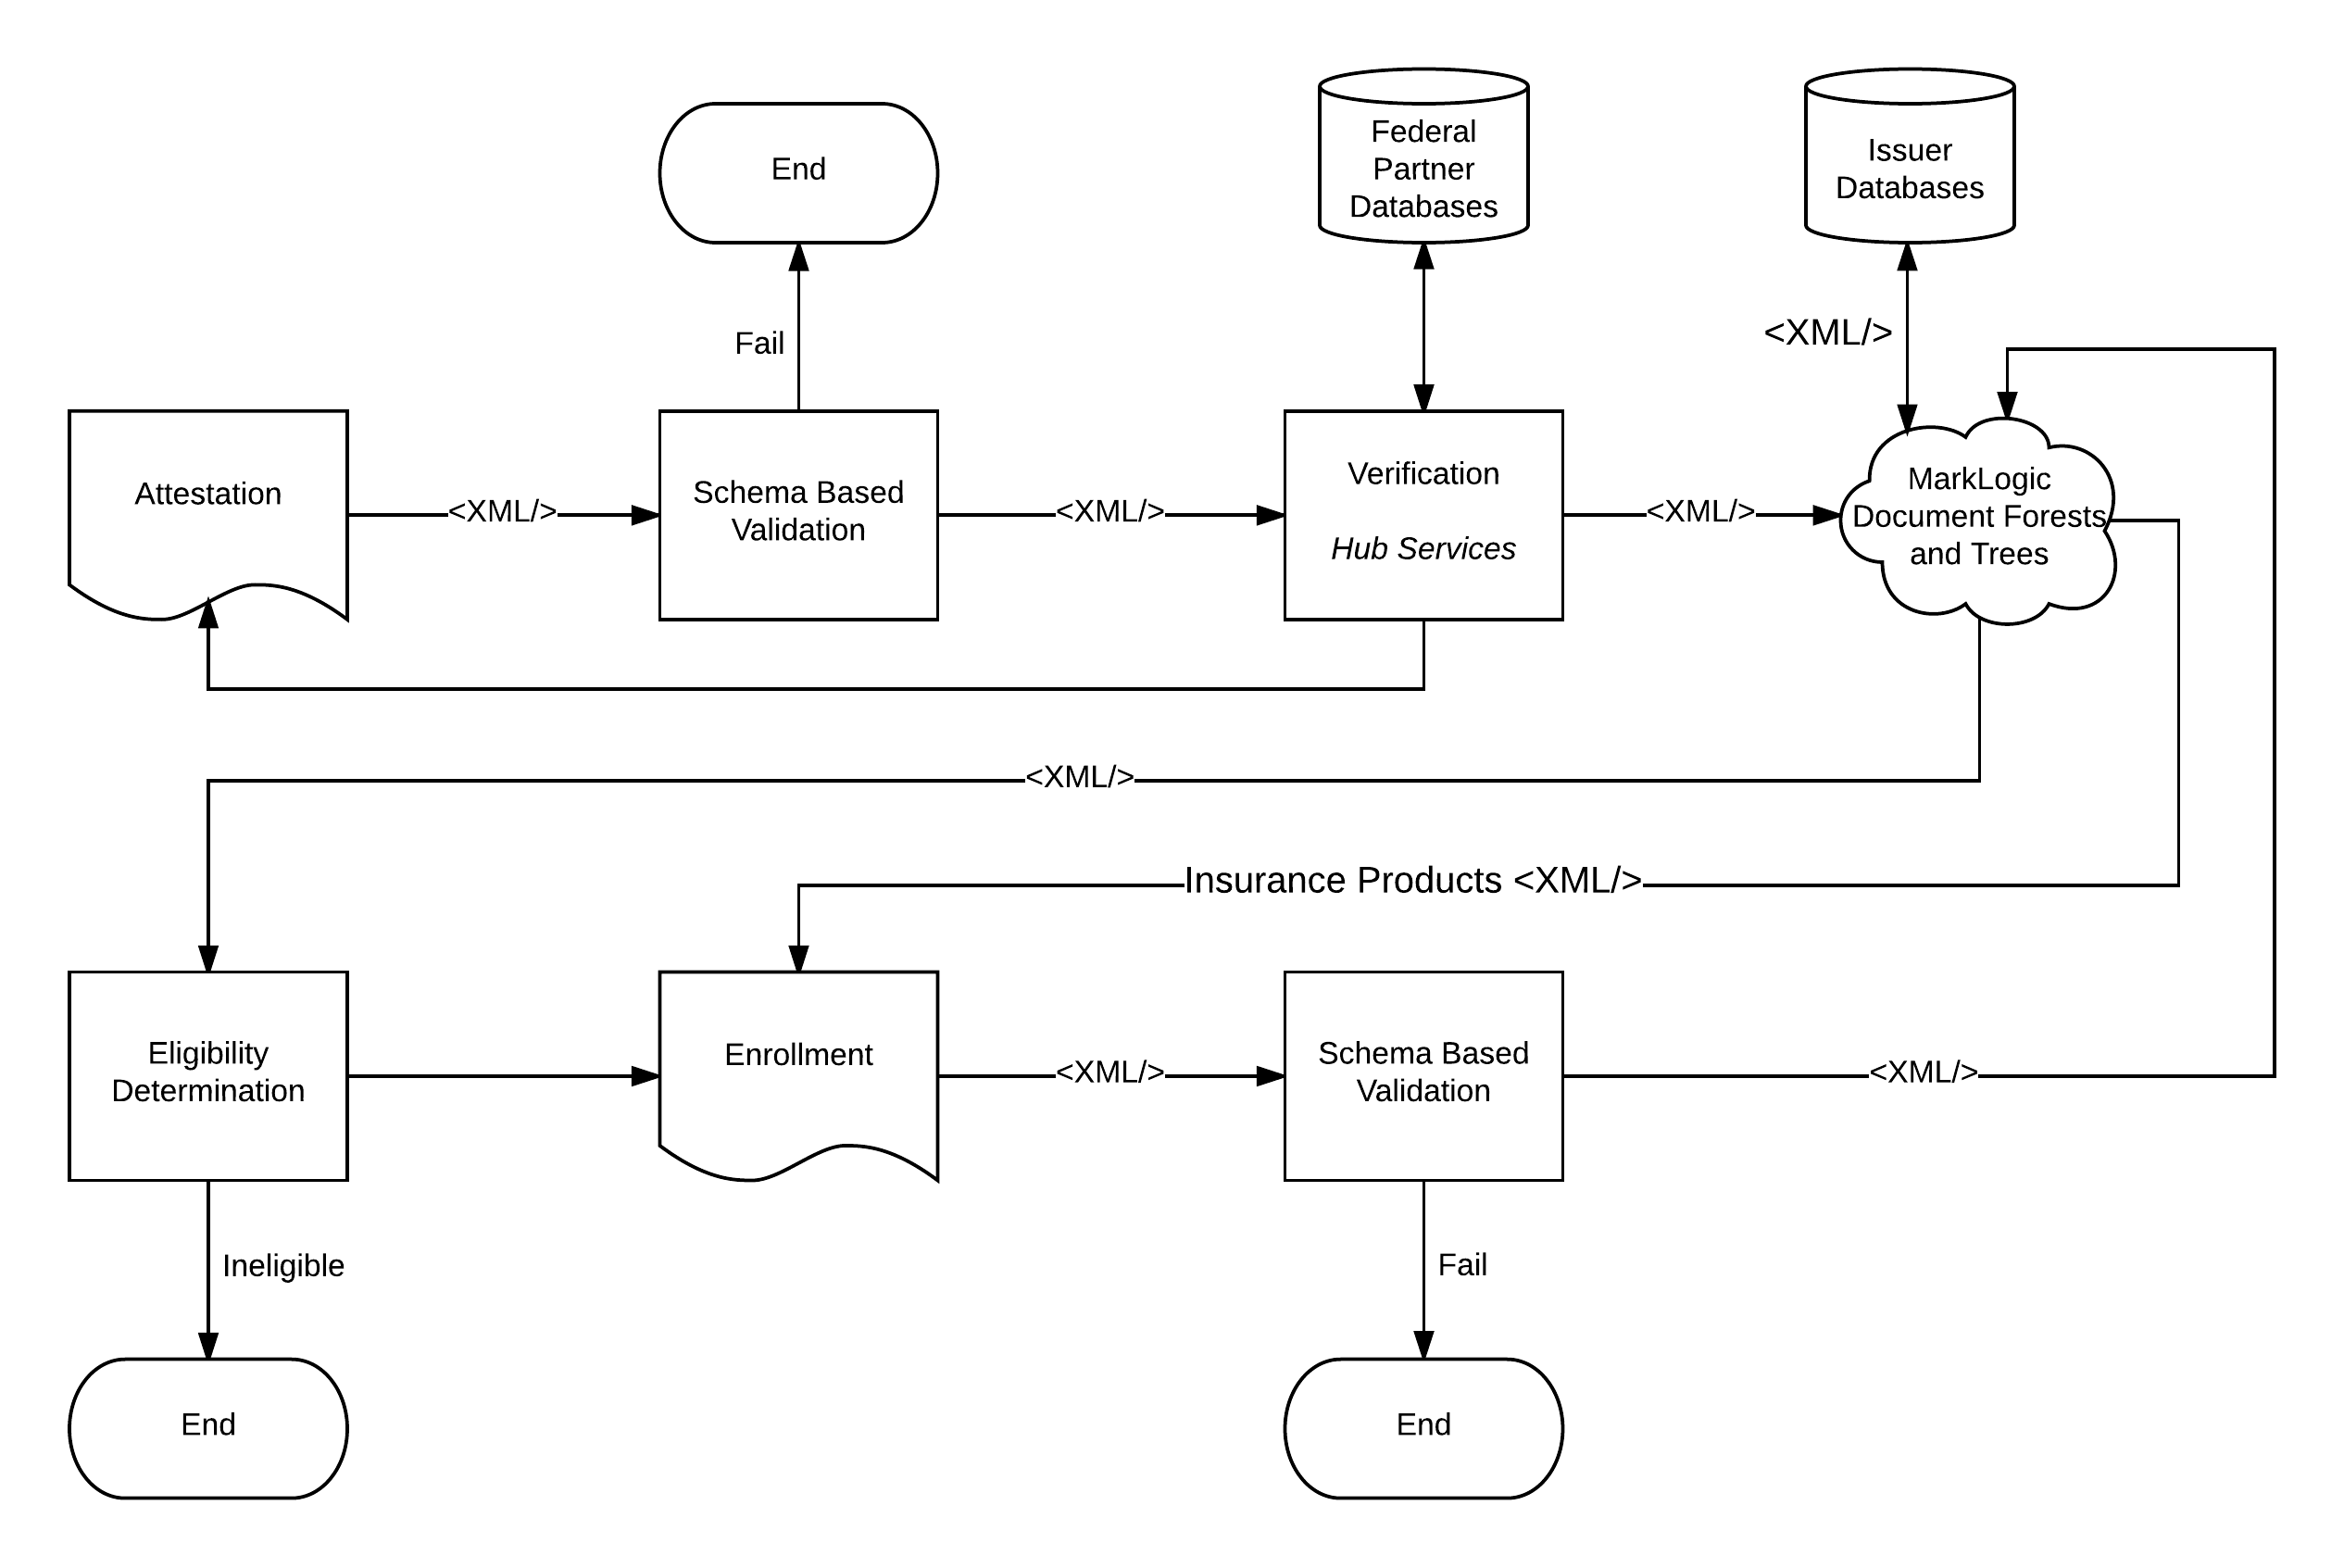 End
Federal
Partner
Databases
Issuer
Databases
Fail
<XML/>
Attestation
<XML/>
Schema Based
Validation
<XML/>
Verification
Hub Services
<XML/>
MarkLogic
Document Forests
and Trees
<XML/>
Insurance Products <XML/>
Eligibility
Determination
Enrollment
<XML/>
Schema Based
Validation
<XML/>
Ineligible
Fail
End
End